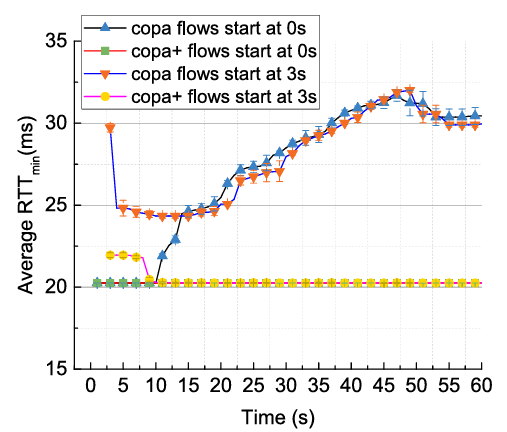 copa flows start at 0s
copa+ flows start at 0s
copa flows start at 3s
copa+ flows start at 3s
35
30
25
20
15
Average RTTmin(ms)
0 5 10 15 20 25 30 35 40 45 50 55 60
Time (s)